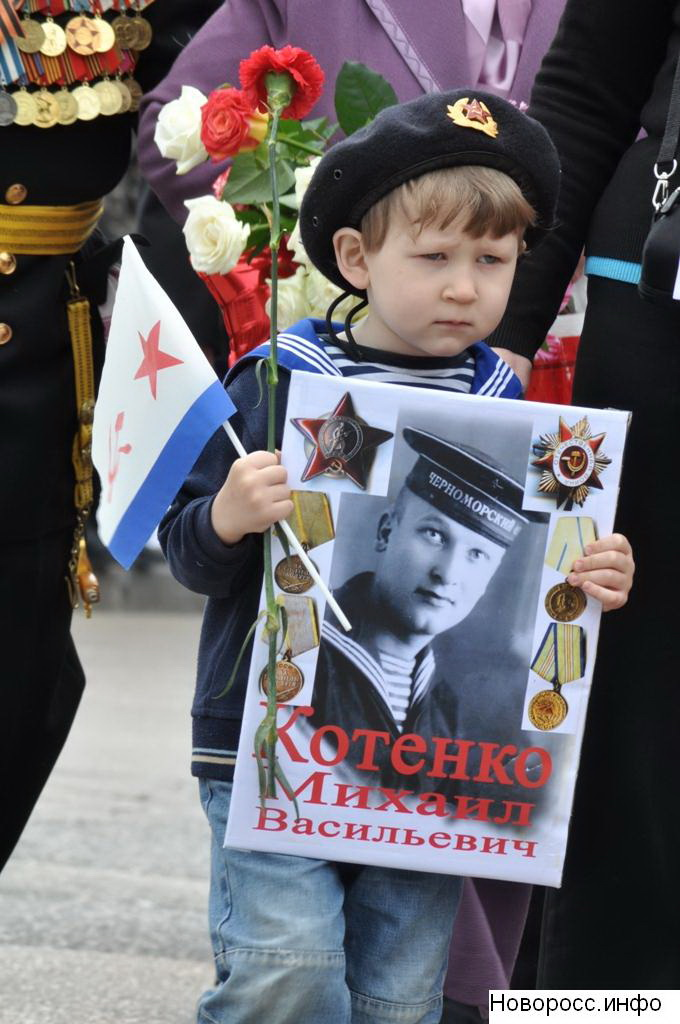 ЧЕРНОМОРСКИЙ
Котенко
Михаил
Васильевич
Новоросс.инфо